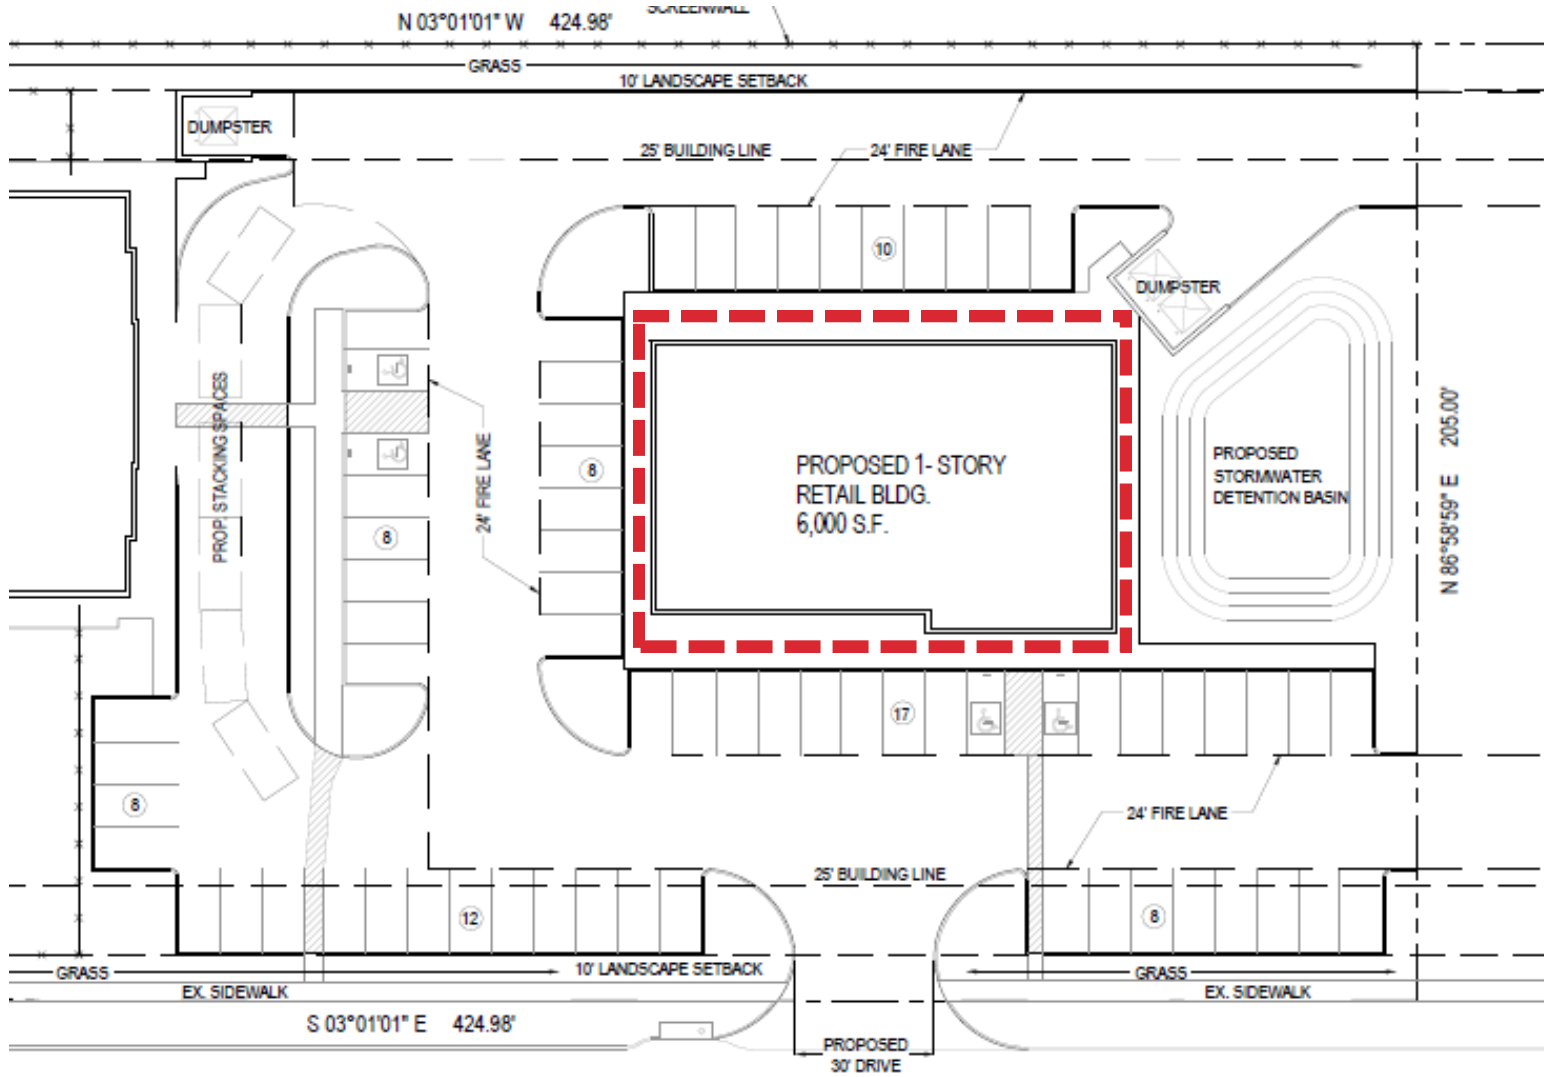 SCREENWALL
N 03°01'01" W 424.98'
GRASS
10' LANDSCAPE SETBACK
DUMPSTER
25' BUILDING LINE
24' FIRE LANE
10
DUMPSTER
PROP. STACKING SPACES
24' FIRE LANE
8
8
PROPOSED 1- STORY
RETAIL BLDG.
6,000 S.F.
PROPOSED
STORMWATER
DETENTION BASIN
N 86°58'59" E 205.00'
17
8
24' FIRE LANE
25' BUILDING LINE
12
8
GRASS
10' LANDSCAPE SETBACK
GRASS
EX. SIDEWALK
EX. SIDEWALK
S 03°01'01" E 424.98'
PROPOSED
30' DRIVE